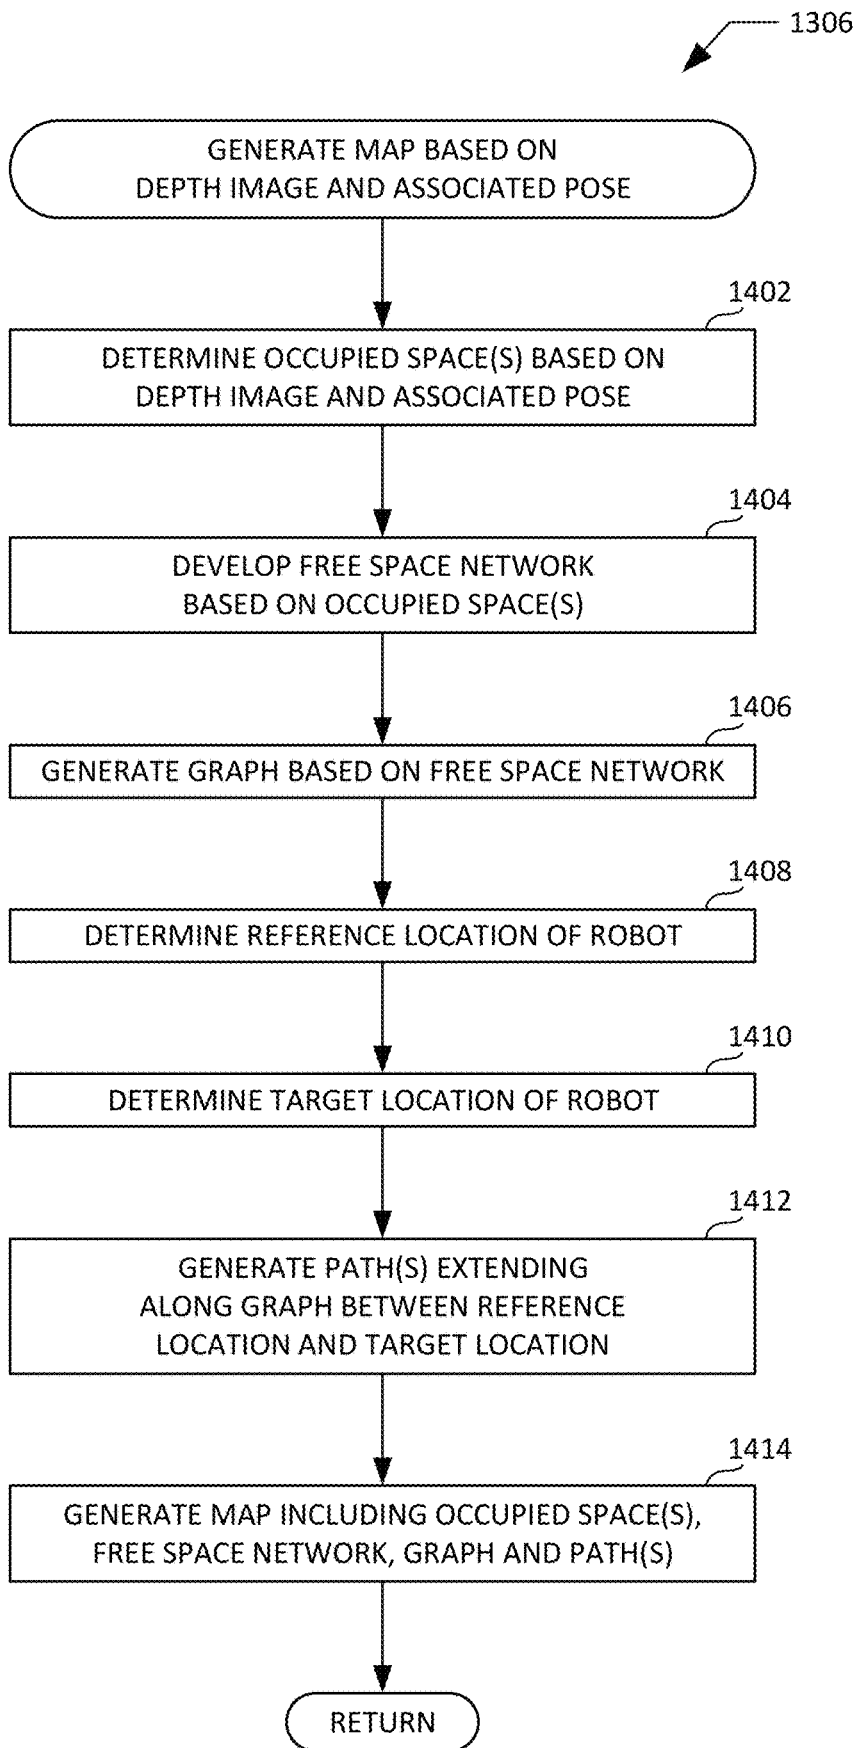 1306
GENERATE MAP BASED ON
DEPTH IMAGE AND ASSOCIATED POSE
1402
DETERMINE OCCUPIED SPACE(S) BASED ON
DEPTH IMAGE AND ASSOCIATED POSE
1404
DEVELOP FREE SPACE NETWORK
BASED ON OCCUPIED SPACE(S)
1406
GENERATE GRAPH BASED ON FREE SPACE NETWORK
1408
DETERMINE REFERENCE LOCATION OF ROBOT
1410
DETERMINE TARGET LOCATION OF ROBOT
1412
GENERATE PATH(S) EXTENDING
ALONG GRAPH BETWEEN REFERENCE
LOCATION AND TARGET LOCATION
1414
GENERATE MAP INCLUDING OCCUPIED SPACE(S),
FREE SPACE NETWORK, GRAPH AND PATH(S)
RETURN